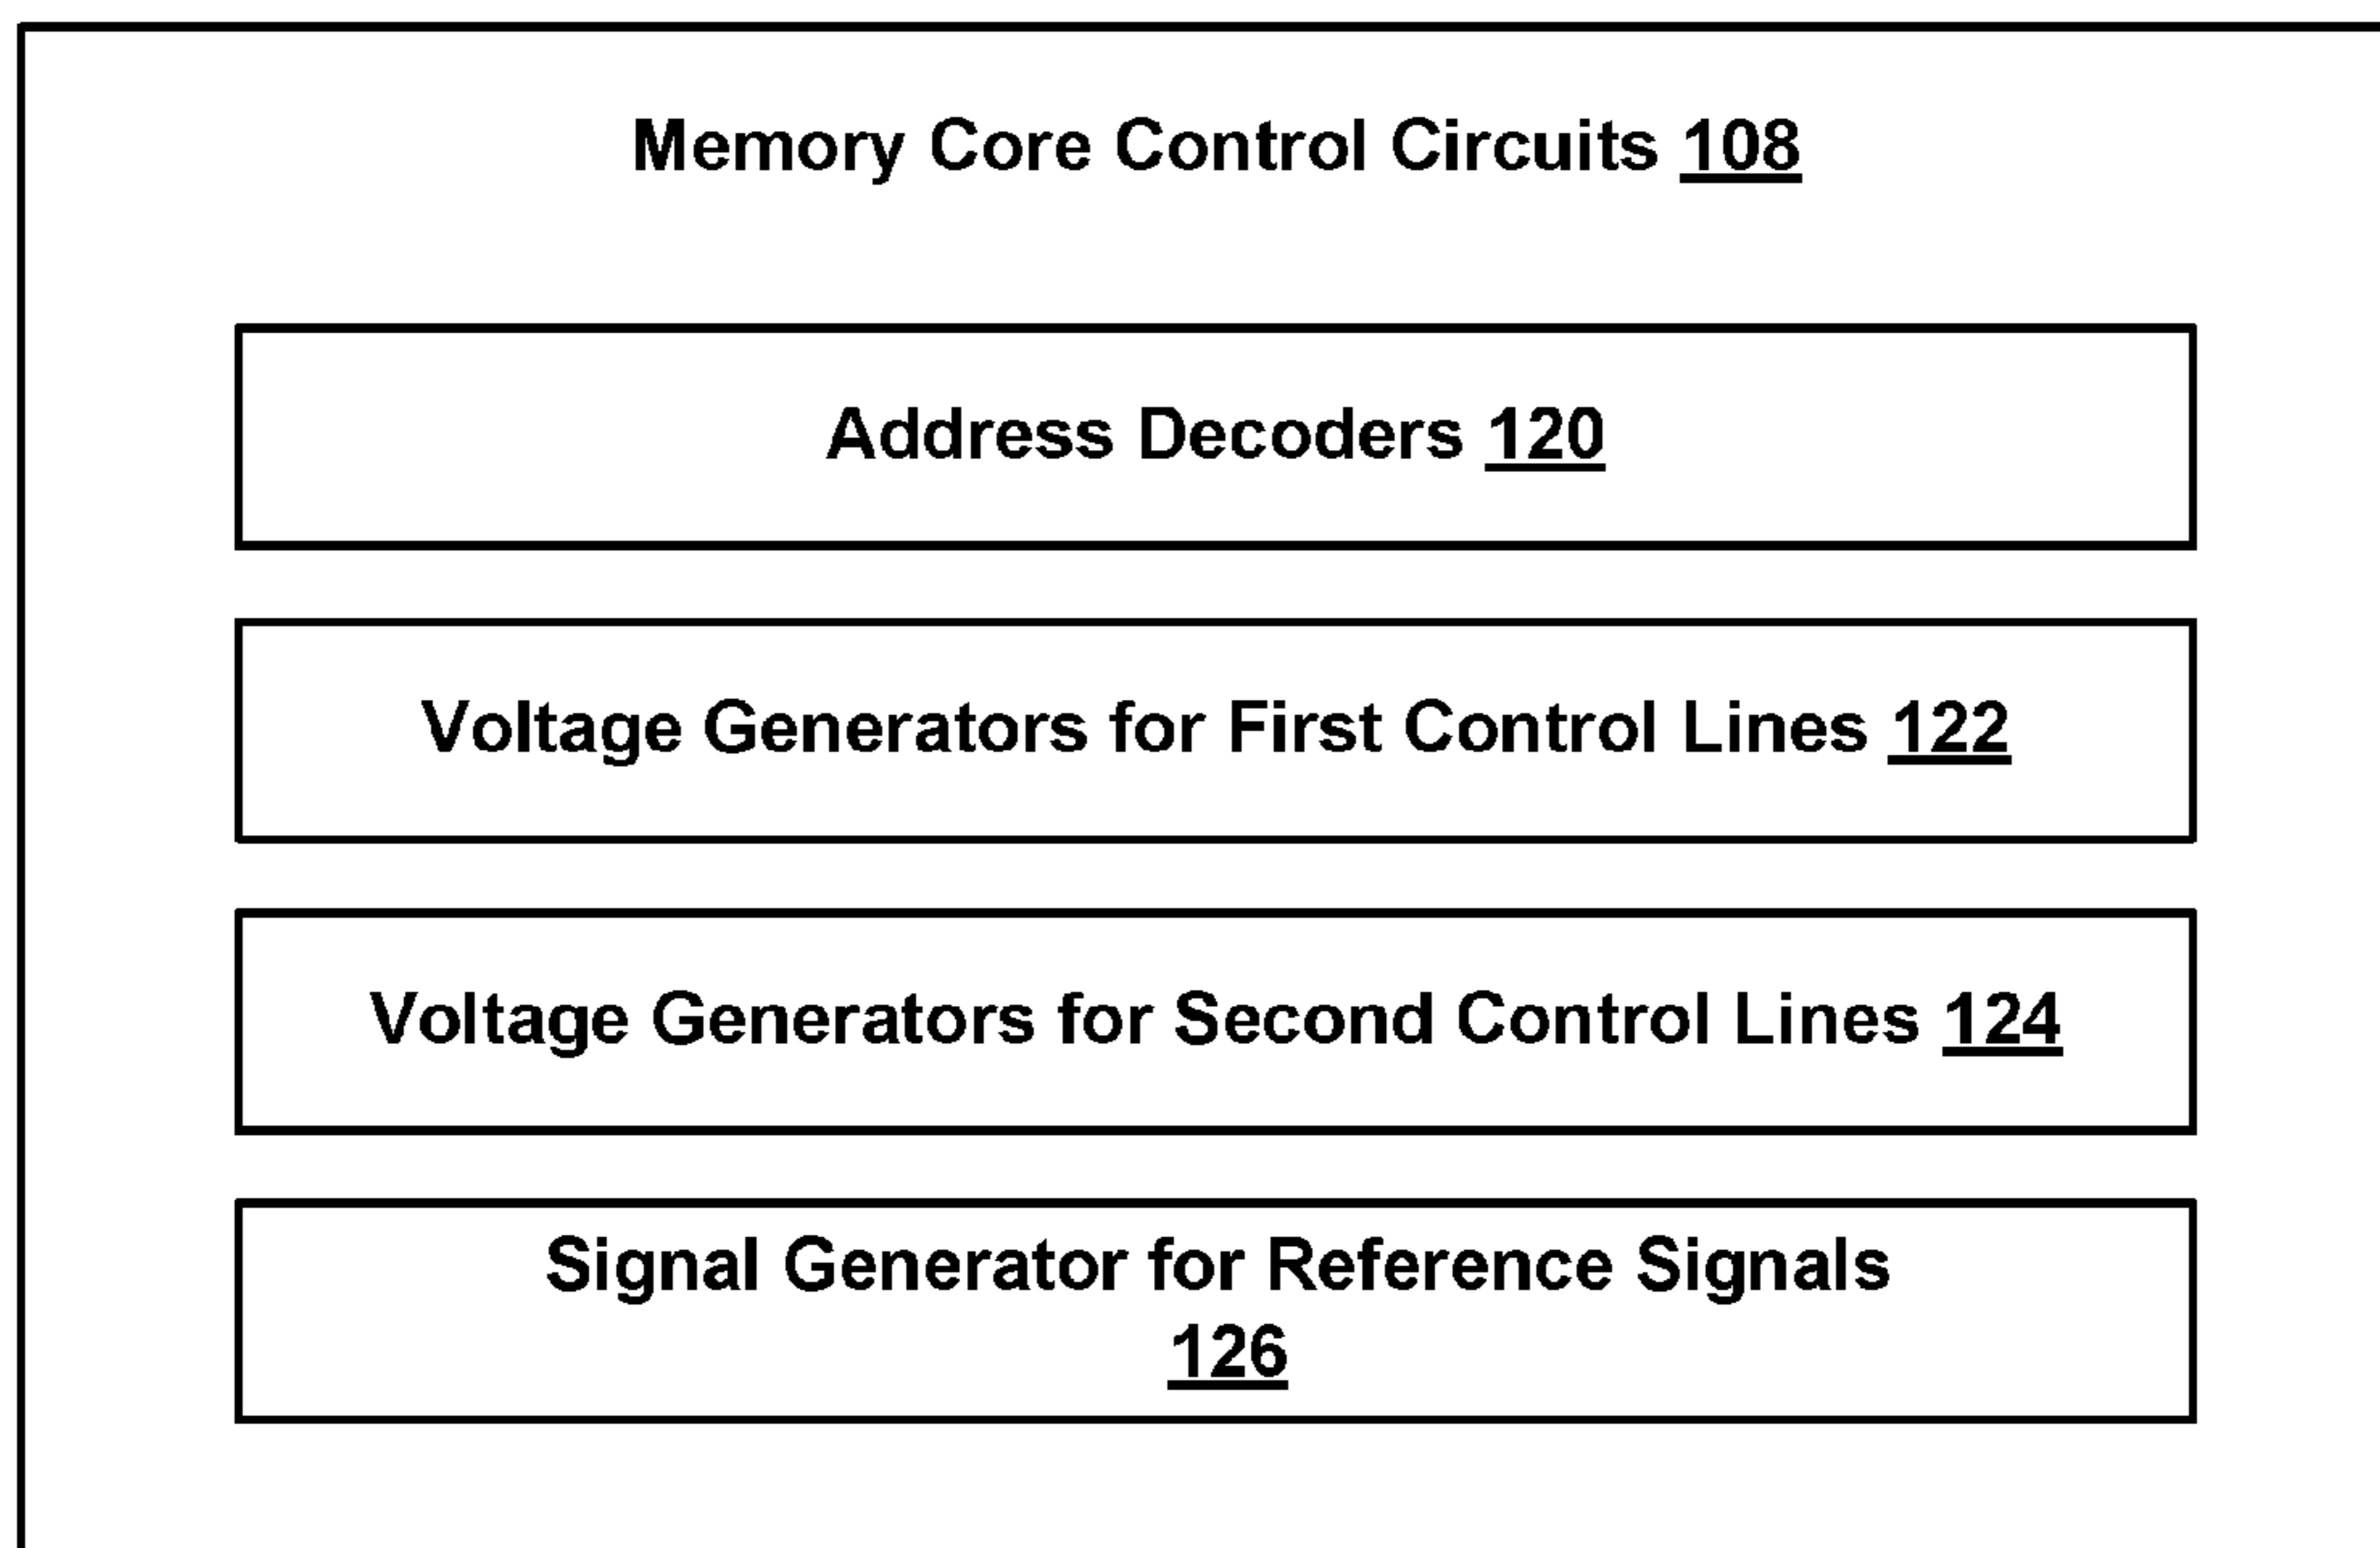 Memory Core Control Circuits 108
Address Decoders 120
Voltage Generators for First Control Lines 122
Voltage Generators for Second Control Lines 124
Signal Generator for Reference Signals
126